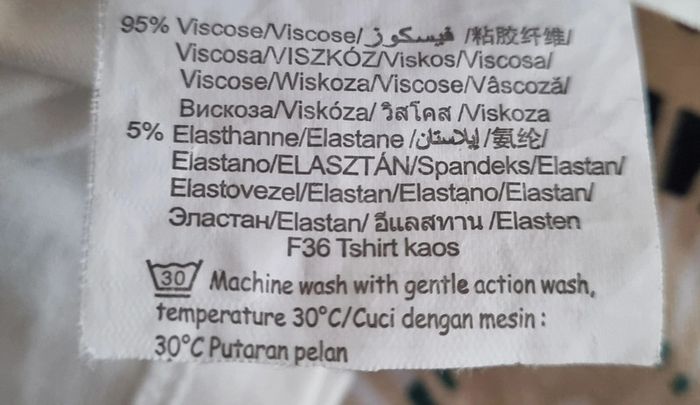 95% Viscose/Viscose/ فيسكوز /粘胶纤维/
Viscosa/VISZKÓZ/Viskos/Viscosa/
Viscose/Wiskoza/Viscose/Vâscoză/
Вискоза/Viskóza/ วิสโคส /Viskoza
5% Elasthanne/Elastane /إيلاستان/ /氨纶/
Elastano/ELASZTÁN/Spandeks/Elastan/
Elastovezel/Elastan/Elastano/Elastan/
Эластан/Elastan/ อีแลสทาน /Elasten
F36 Tshirt kaos
30 Machine wash with gentle action wash,
temperature 30°C/Cuci dengan mesin :
30°C Putaran pelan